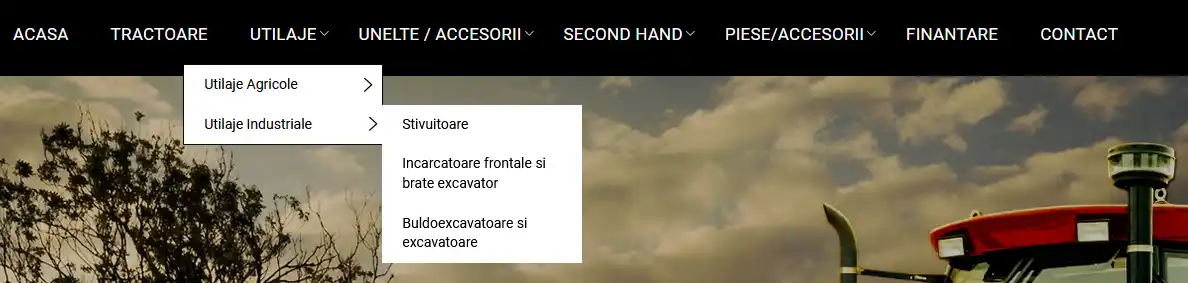 ACASA TRACTOARE UTILAJE UNELTE / ACCESORII SECOND HAND PIESE/ACCESORII FINANTARE CONTACT
Utilaje Agricole
Utilaje Industriale
Stivuitoare
Incarcatoare frontale si
brate excavator
Buldoexcavatoare si
excavatoare